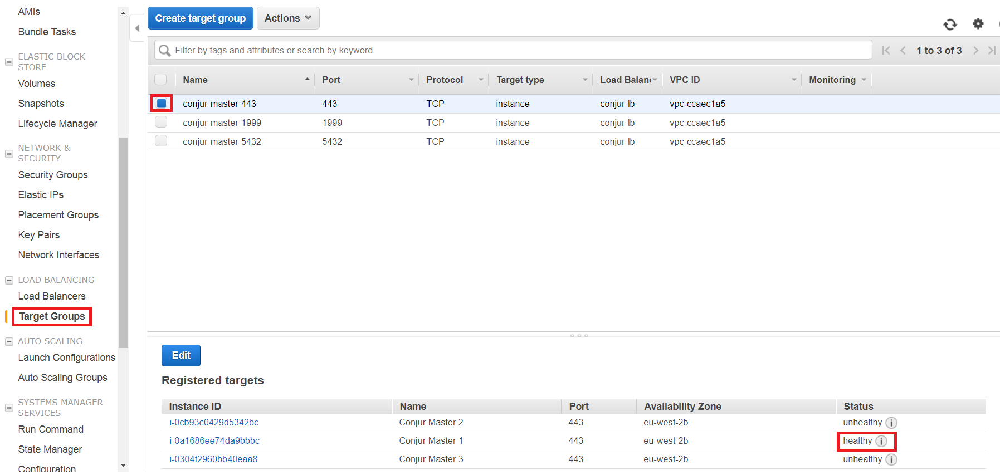 AMIs
Bundle Tasks
ELASTIC BLOCK
STORE
Volumes
Snapshots
Lifecycle Manager
NETWORK &
SECURITY
Security Groups
Elastic IPs
Placement Groups
Key Pairs
Network Interfaces
LOAD BALANCING
Load Balancers
Target Groups
AUTO SCALING
Launch Configurations
Auto Scaling Groups
SYSTEMS MANAGER
SERVICES
Run Command
State Manager
Configuration
Create target group Actions
Filter by tags and attributes or search by keyword 1 to 3 of 3
Name Port Protocol Target type Load Balanc VPC ID Monitoring
conjur-master-443 443 TCP instance conjur-lb vpc-ccaec1a5
conjur-master-1999 1999 TCP instance conjur-lb vpc-ccaec1a5
conjur-master-5432 5432 TCP instance conjur-lb vpc-ccaec1a5
Edit
Registered targets
Instance ID Name Port Availability Zone Status
i-0cb93c0429d5342bc Conjur Master 2 443 eu-west-2b unhealthy
i-0a1686ee74da9bbbc Conjur Master 1 443 eu-west-2b healthy
i-0304f2960bb40eaa8 Conjur Master 3 443 eu-west-2b unhealthy